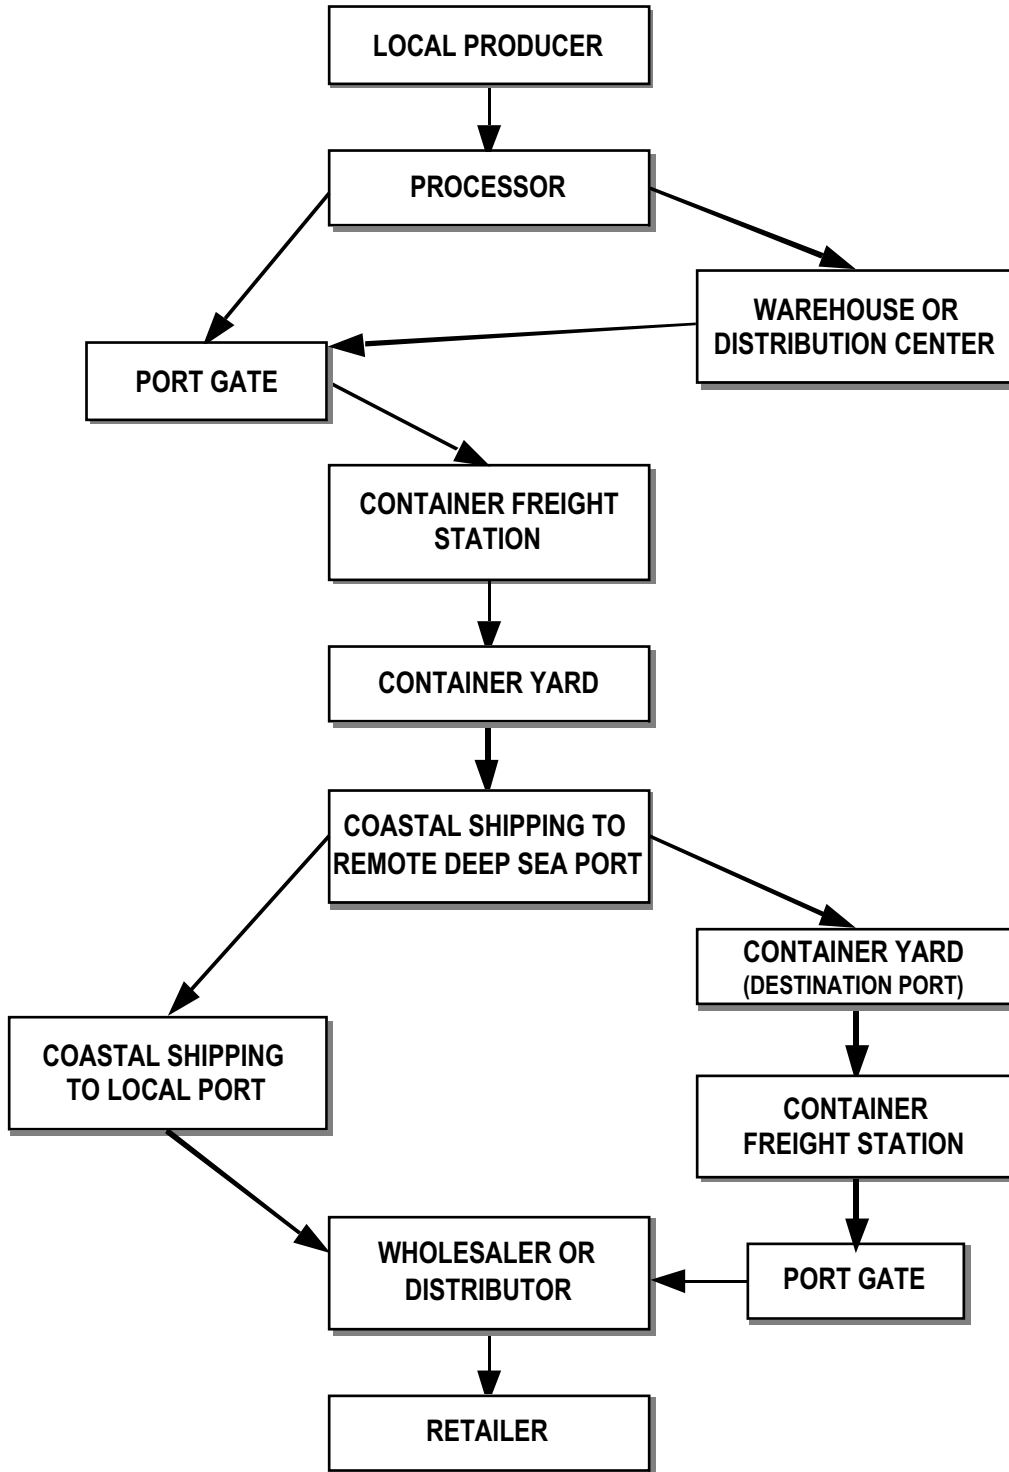 LOCAL PRODUCER
PROCESSOR
WAREHOUSE OR
DISTRIBUTION CENTER
PORT GATE
CONTAINER FREIGHT
STATION
CONTAINER YARD
COASTAL SHIPPING TO
REMOTE DEEP SEA PORT
CONTAINER YARD
(DESTINATION PORT)
COASTAL SHIPPING
TO LOCAL PORT
CONTAINER
FREIGHT STATION
WHOLESALER OR
DISTRIBUTOR
PORT GATE
RETAILER